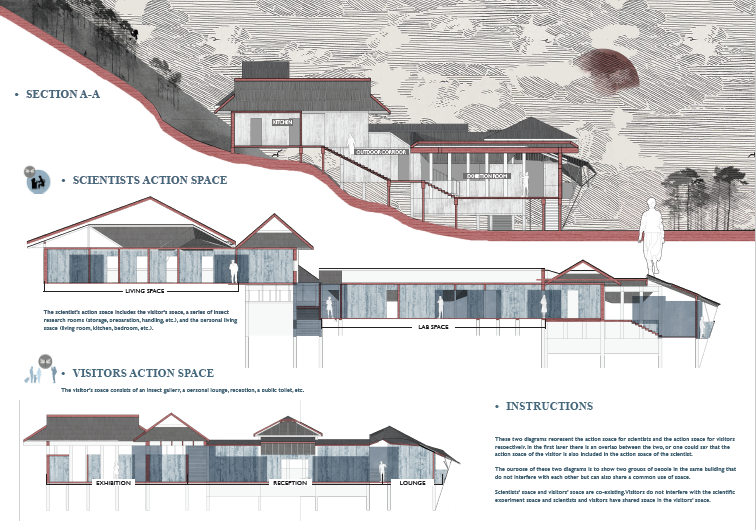 • SECTION A-A
KITCHEN
OUTDOOR CORRIDOR
EXHIBITION ROOM
• SCIENTISTS ACTION SPACE
LIVING SPACE
The scientist's action space includes the visitor's space, a series of insect
research rooms (storage, preparation, handling, etc.), and the personal living
space (living room, kitchen, bedroom, etc.).
LAB SPACE
• VISITORS ACTION SPACE
The visitor's space consists of an insect gallery, a personal lounge, reception, a public toilet, etc.
EXHIBITION
RECEPTION
LOUNGE
• INSTRUCTIONS
These two diagrams represent the action space for scientists and the action space for visitors
respectively. In the first layer there is an overlap between the two, or one could say that the
action space of the visitor is also included in the action space of the scientist.
The purpose of these two diagrams is to show two groups of people in the same building that
do not interfere with each other but can also share a common use of space.
Scientists' space and visitors' space are co-existing. Visitors do not interfere with the scientific
experiment space and scientists and visitors have shared space in the visitors' space.